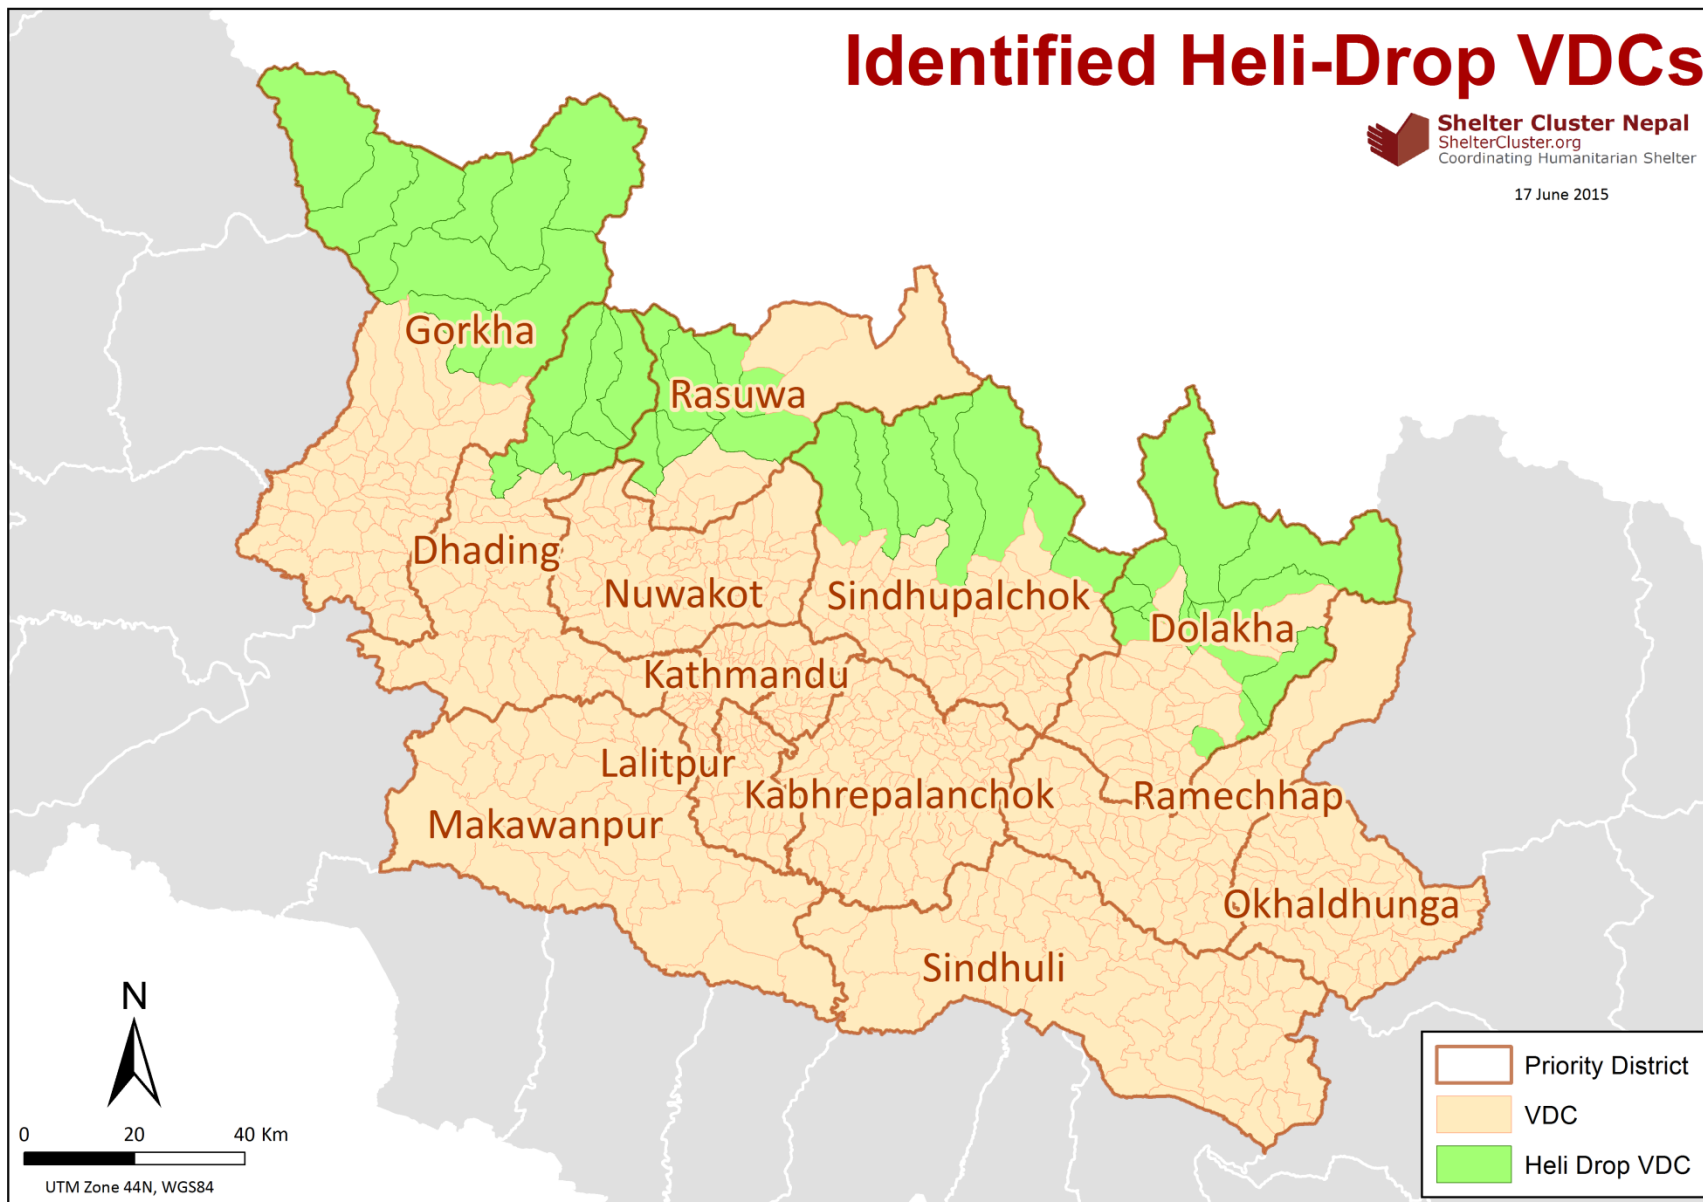 Identified Heli-Drop VDCs
Shelter Cluster Nepal
ShelterCluster.org
Coordinating Humanitarian Shelter
17 June 2015
Gorkha
Rasuwa
Dhading
Nuwakot
Sindhupalchok
Dolakha
Kathmandu
Lalitpur
Kabhrepalanchok
Ramechhap
Makawanpur
Okhaldhunga
Sindhuli
N
0 20 40 Km
UTM Zone 44N, WGS84
Priority District
VDC
Heli Drop VDC